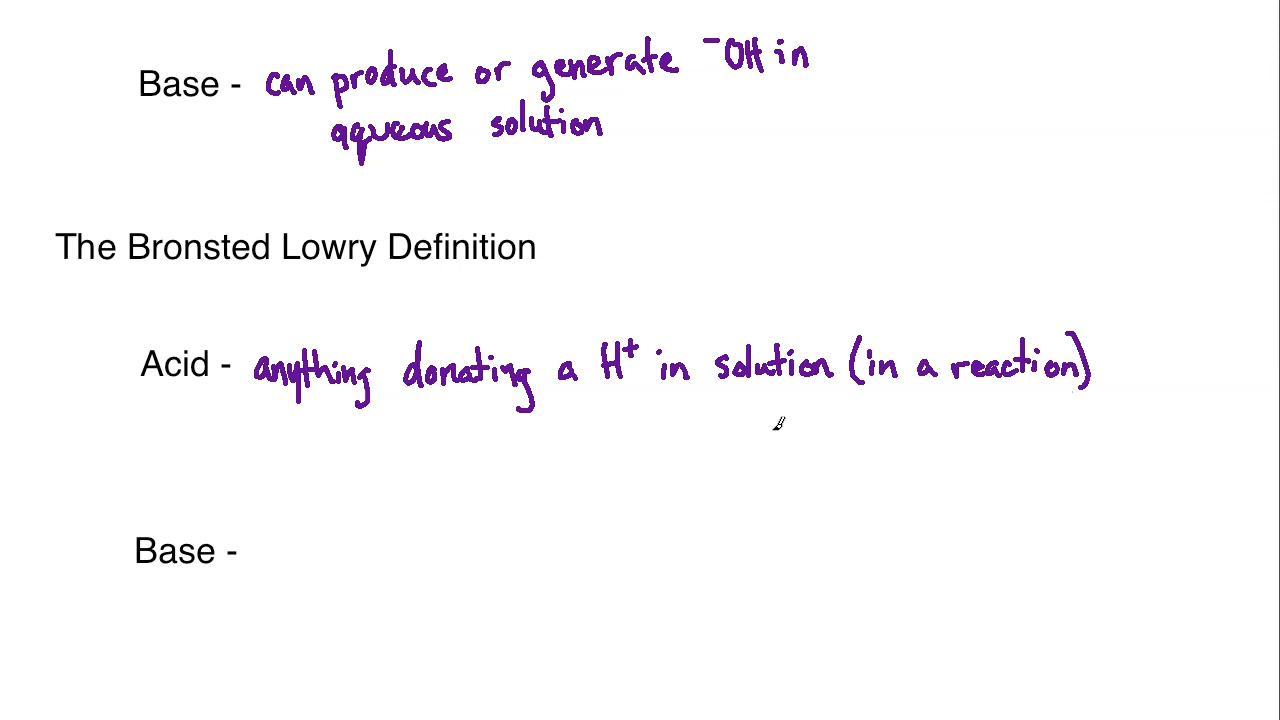 Base - can produce or generate ⁻OH in
aqueous solution
The Bronsted Lowry Definition
Acid - anything donating a H⁺ in solution (in a reaction)
Base -